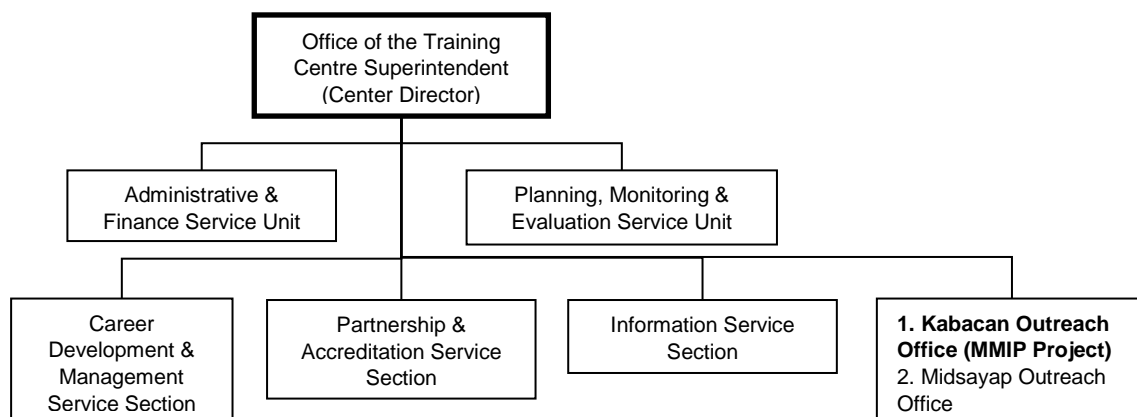 Office of the Training
Centre Superintendent
(Center Director)
Administrative &
Finance Service Unit
Planning, Monitoring &
Evaluation Service Unit
Career
Development &
Management
Service Section
Partnership &
Accreditation Service
Section
Information Service
Section
1. Kabacan Outreach
Office (MMIP Project)
2. Midsayap Outreach
Office